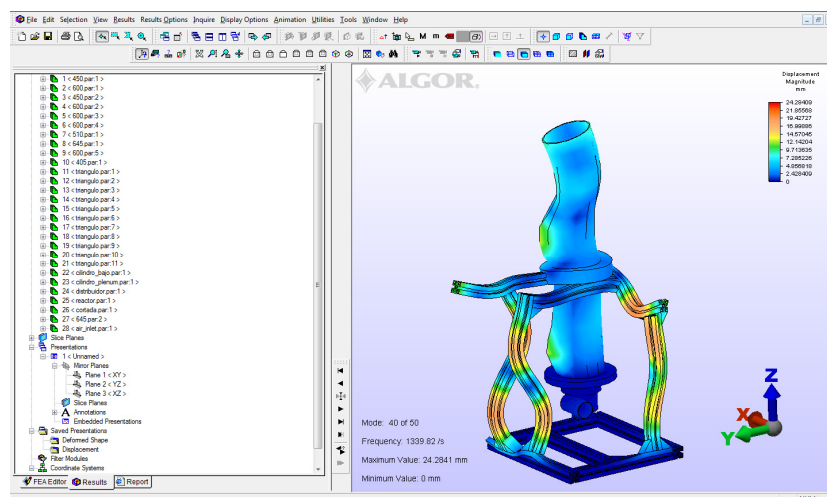 File Edit Selection View Results Results Options Inquire Display Options Animation Utilities Tools Window Help
M m
1 < 450.par:1 >
2 < 600.par:1 >
3 < 450.par:2 >
4 < 600.par:2 >
5 < 600.par:3 >
6 < 600.par:4 >
7 < 510.par:1 >
8 < 645.par:1 >
9 < 600.par:5 >
10 < 405.par:1 >
11 < triangulo.par:1 >
12 < triangulo.par:2 >
13 < triangulo.par:3 >
14 < triangulo.par:4 >
15 < triangulo.par:5 >
16 < triangulo.par:6 >
17 < triangulo.par:7 >
18 < triangulo.par:8 >
19 < triangulo.par:9 >
20 < triangulo.par:10 >
21 < triangulo.par:11 >
22 < cilindro_bajo.par:1 >
23 < cilindro_plenum.par:1 >
24 < distribuidor.par:1 >
25 < reactor.par:1 >
26 < cortada.par:1 >
27 < 645.par:2 >
28 < air_inlet.par:1 >
Slice Planes
Presentations
1 < Unnamed >
Mirror Planes
Plane 1 < XY >
Plane 2 < YZ >
Plane 3 < XZ >
Slice Planes
A Annotations
Embedded Presentations
Saved Presentations
Deformed Shape
Displacement
Filter Modules
Coordinate Systems
FEA Editor Results Report
ALGOR.
Displacement
Magnitude
mm
24.28409
21.85568
19.42727
16.99886
14.57045
12.14204
9.713635
7.285226
4.856818
2.428409
0
Z
X
Y
Mode: 40 of 50
Frequency: 1339.82 /s
Maximum Value: 24.2841 mm
Minimum Value: 0 mm